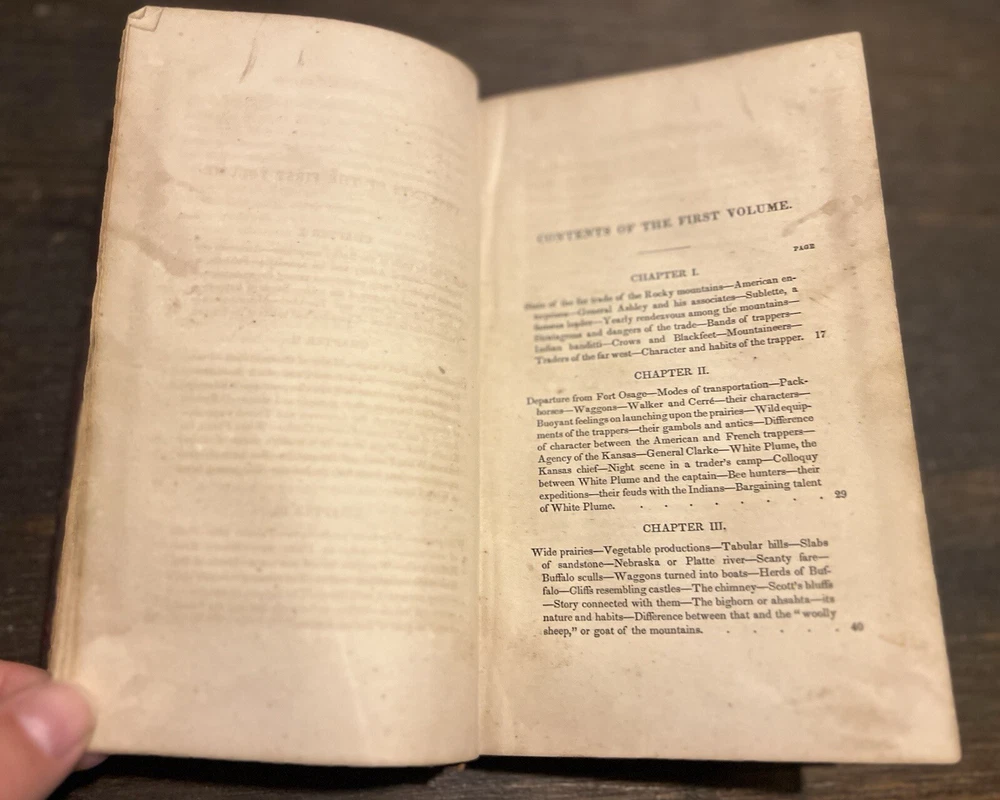 CONTENTS OF THE FIRST VOLUME.
PAGE
CHAPTER I.
State of the fur trade of the Rocky mountains—American en-
terprises—General Ashley and his associates—Sublette, a
famous leader—Yearly rendezvous among the mountains—
Stratagems and dangers of the trade—Bands of trappers—
Indian banditti—Crows and Blackfeet—Mountaineers—
Traders of the far west—Character and habits of the trapper. 17
CHAPTER II.
Departure from Fort Osage—Modes of transportation—Pack-
horses—Waggons—Walker and Cerré—their characters—
Buoyant feelings on launching upon the prairies—Wild equip-
ments of the trappers—their gambols and antics—Difference
of character between the American and French trappers—
Agency of the Kansas—General Clarke—White Plume, the
Kansas chief—Night scene in a trader's camp—Colloquy
between White Plume and the captain—Bee hunters—their
expeditions—their feuds with the Indians—Bargaining talent
of White Plume. . . . . . . . 29
CHAPTER III.
Wide prairies—Vegetable productions—Tabular hills—Slabs
of sandstone—Nebraska or Platte river—Scanty fare—
Buffalo sculls—Waggons turned into boats—Herds of Buf-
falo—Cliffs resembling castles—The chimney—Scott's bluffs
—Story connected with them—The bighorn or ahsahta—its
nature and habits—Difference between that and the "woolly
sheep," or goat of the mountains. . . . . . 40